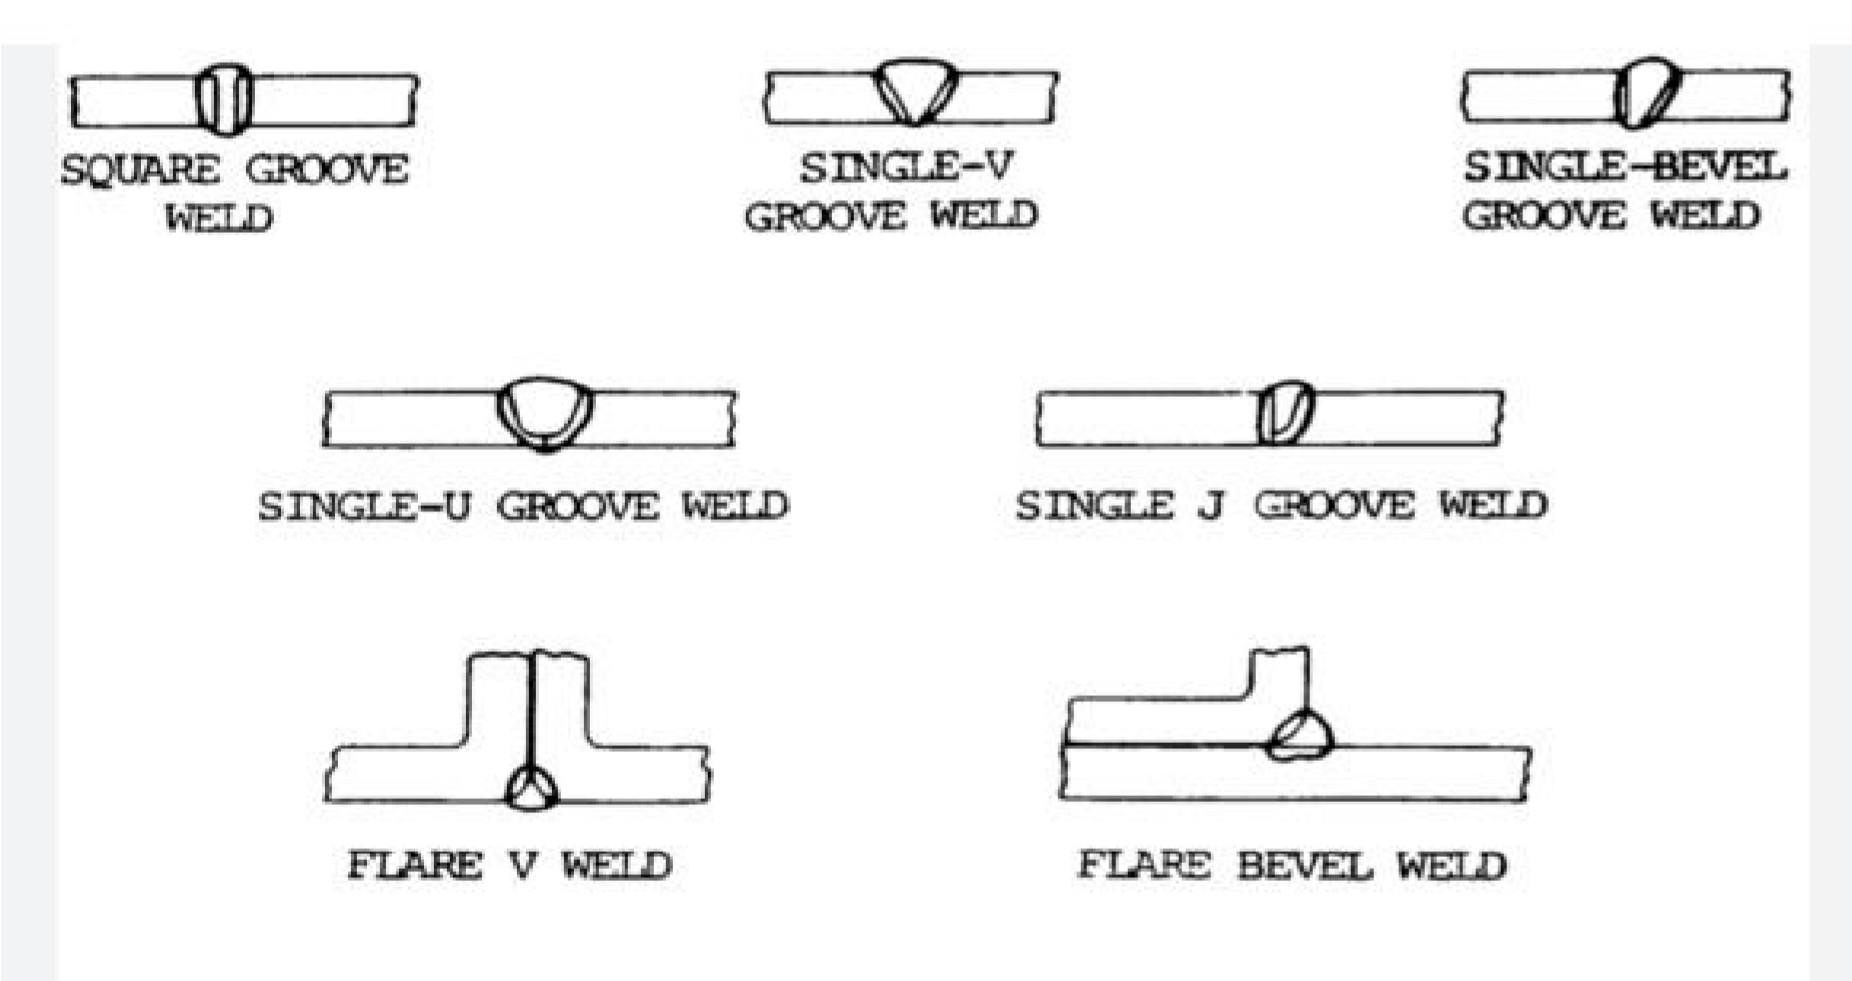 SQUARE GROOVE
WELD
SINGLE-V
GROOVE WELD
SINGLE-BEVEL
GROOVE WELD
SINGLE-U GROOVE WELD
SINGLE J GROOVE WELD
FLARE V WELD
FLARE BEVEL WELD